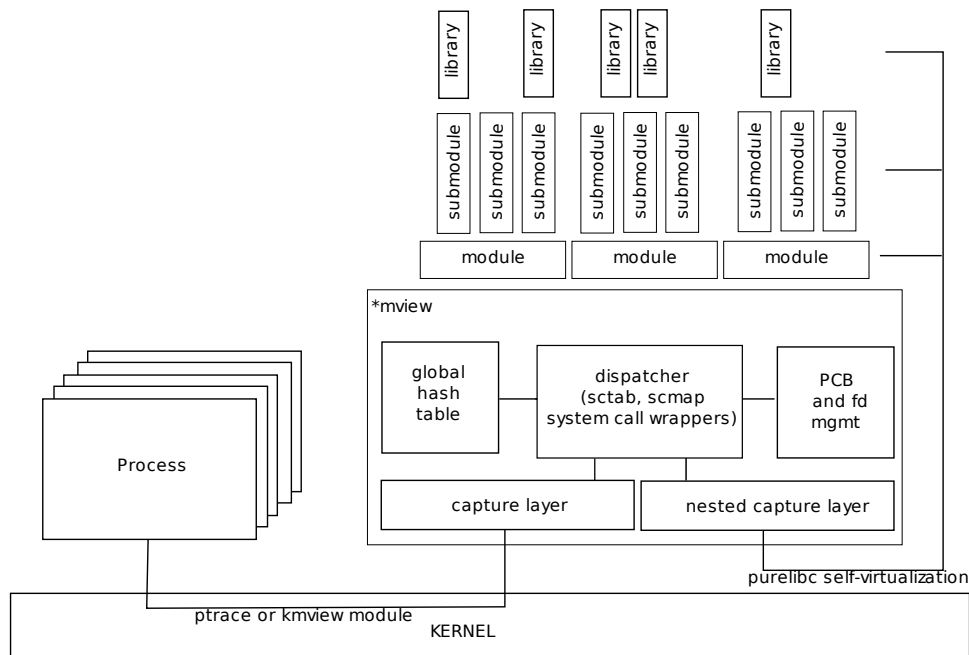 library
library
library
library
library
submodule
submodule
submodule
submodule
submodule
submodule
submodule
submodule
submodule
module
module
module
*mview
global
hash
table
dispatcher
(sctab, scmap
system call wrappers)
PCB
and fd
mgmt
Process
capture layer
nested capture layer
purelibc self-virtualization
ptrace or kmview module
KERNEL